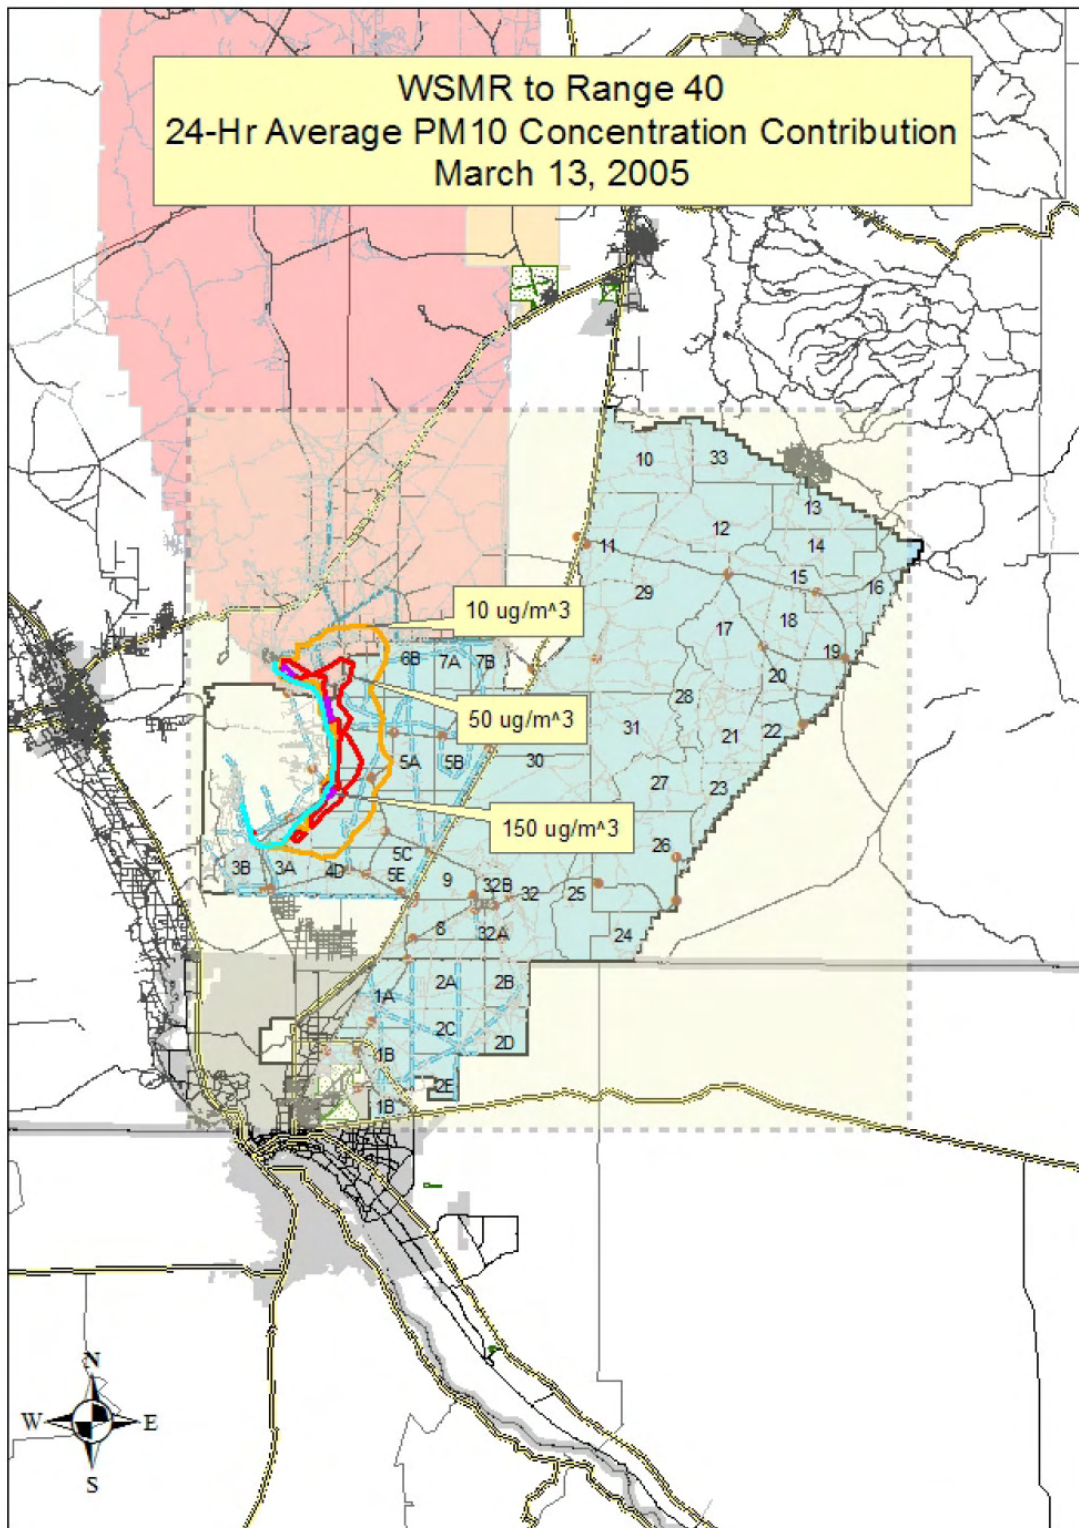 WSMR to Range 40
24-Hr Average PM10 Concentration Contribution
March 13, 2005
10
33
13
12
11
14
15
16
29
10 ug/m^3
17
18
6B
7A
7B
19
20
28
50 ug/m^3
31
21
22
5A
5B
30
27
23
150 ug/m^3
26
5C
3B
3A
4D
5E
9
32B
32
25
8
32A
24
2A
2B
1A
2C
2D
1B
2E
1B
N
W
E
S